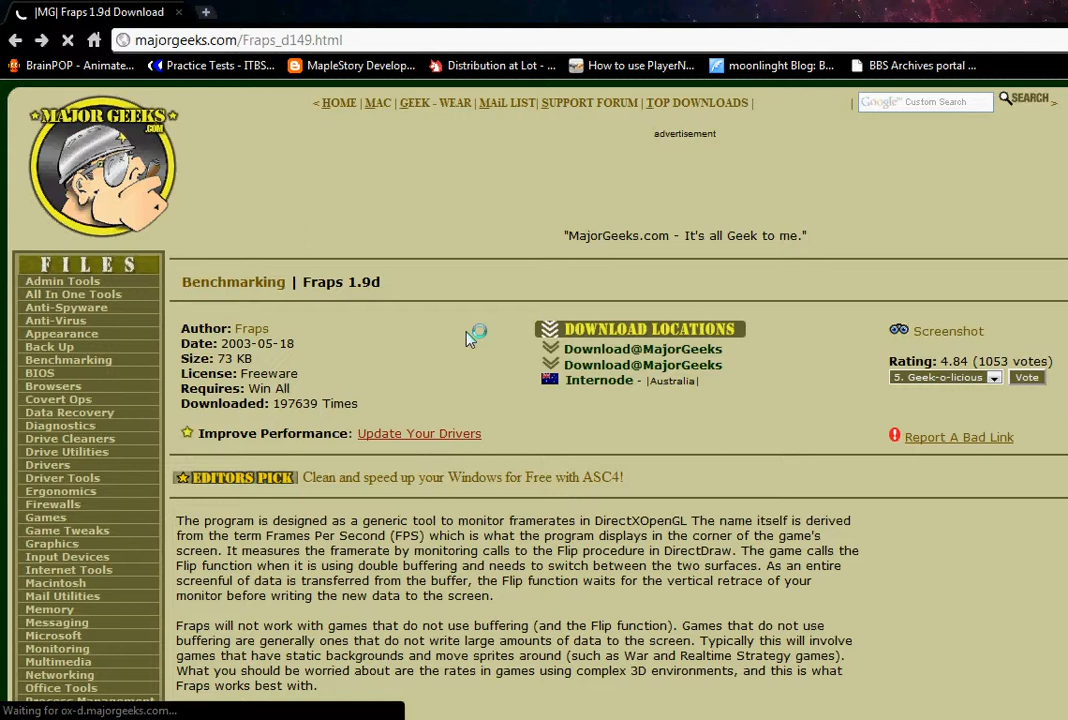 |MG| Fraps 1.9d Download
majorgeeks.com/Fraps_d149.html
BrainPOP - Animate...
Practice Tests - ITBS...
MapleStory Develop...
Distribution at Lot - ...
How to use PlayerN...
moonlinght Blog: B...
BBS Archives portal ...
MAJOR GEEKS
.COM
< HOME | MAC | GEEK - WEAR | MAiL LIST| SUPPORT FORUM | TOP DOWNLOADS |
| Google™ Custom Search SEARCH >
advertisement
"MajorGeeks.com - It's all Geek to me."
FILES
Admin Tools
All In One Tools
Anti-Spyware
Anti-Virus
Appearance
Back Up
Benchmarking
BIOS
Browsers
Covert Ops
Data Recovery
Diagnostics
Drive Cleaners
Drive Utilities
Drivers
Driver Tools
Ergonomics
Firewalls
Games
Game Tweaks
Graphics
Input Devices
Internet Tools
Macintosh
Mail Utilities
Memory
Messaging
Microsoft
Monitoring
Multimedia
Networking
Office Tools
Process Management
Benchmarking | Fraps 1.9d
Author: Fraps
Date: 2003-05-18
Size: 73 KB
License: Freeware
Requires: Win All
Downloaded: 197639 Times
DOWNLOAD LOCATIONS
Download@MajorGeeks
Download@MajorGeeks
Internode - |Australia|
Screenshot
Rating: 4.84 (1053 votes)
5. Geek-o-licious Vote
Improve Performance: Update Your Drivers
Report A Bad Link
EDITORS PICK Clean and speed up your Windows for Free with ASC4!
The program is designed as a generic tool to monitor framerates in DirectXOpenGL The name itself is derived
from the term Frames Per Second (FPS) which is what the program displays in the corner of the game's
screen. It measures the framerate by monitoring calls to the Flip procedure in DirectDraw. The game calls the
Flip function when it is using double buffering and needs to switch between the two surfaces. As an entire
screenful of data is transferred from the buffer, the Flip function waits for the vertical retrace of your
monitor before writing the new data to the screen.
Fraps will not work with games that do not use buffering (and the Flip function). Games that do not use
buffering are generally ones that do not write large amounts of data to the screen. Typically this will involve
games that have static backgrounds and move sprites around (such as War and Realtime Strategy games).
What you should be worried about are the rates in games using complex 3D environments, and this is what
Fraps works best with.
Waiting for ox-d.majorgeeks.com...